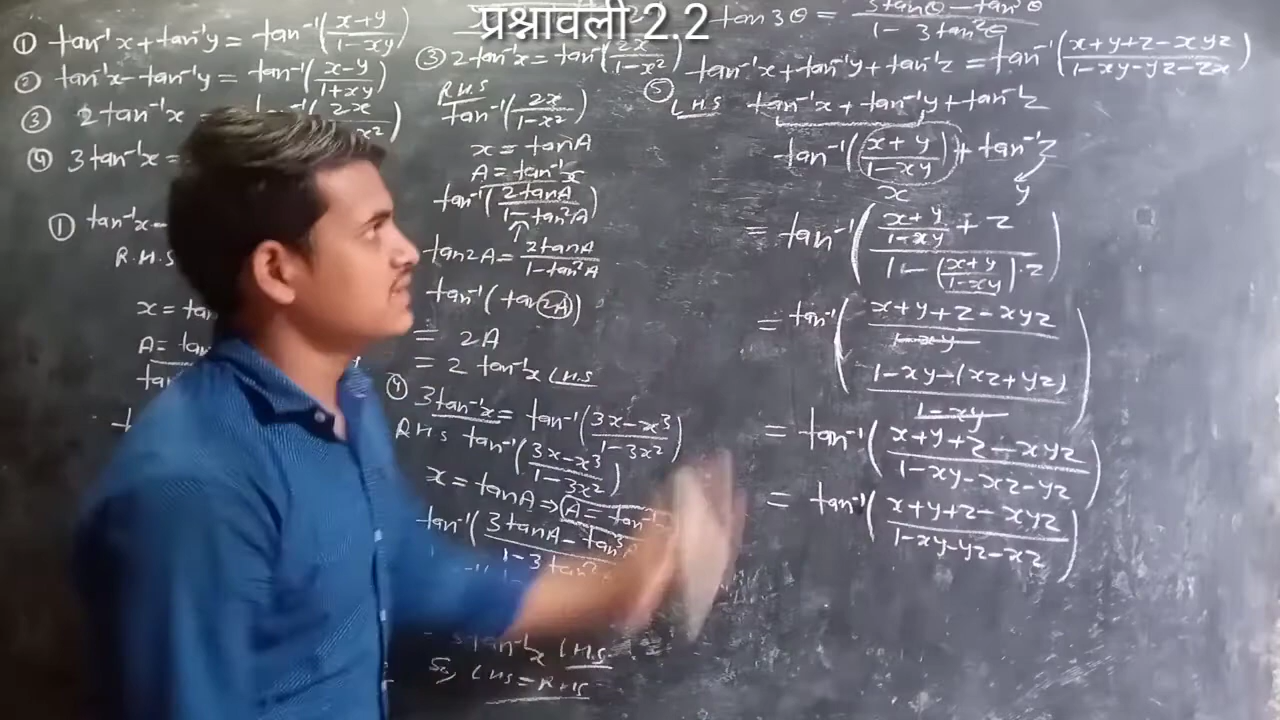 प्रश्नावली 2.2
① tan⁻¹x + tan⁻¹y = tan⁻¹((x+y)/(1-xy))
② tan⁻¹x - tan⁻¹y = tan⁻¹((x-y)/(1+xy))
③ 2tan⁻¹x
④ 3tan⁻¹x =
① tan⁻¹x
R.H.S
③ 2tan⁻¹x = tan⁻¹(2x/(1-x²))
R.H.S
tan⁻¹(2x/(1-x²))
x = tanA
A = tan⁻¹x
tan⁻¹(2tanA/(1-tan²A))
↑
tan2A = 2tanA/(1-tan²A)
tan⁻¹(tan2A)
= 2A
= 2 tan⁻¹x L.H.S
④ 3tan⁻¹x = tan⁻¹((3x-x³)/(1-3x²))
R.H.S tan⁻¹((3x-x³)/(1-3x²))
x = tanA ⇒ A = tan⁻¹
tan⁻¹((3tanA - tan³
1-3tan²
tan⁻¹x L.H.S
So, LHS = RHS
tan3θ = (3tanθ - tan³θ)/(1-3tan²θ)
⑤ tan⁻¹x + tan⁻¹y + tan⁻¹z = tan⁻¹((x+y+z-xyz)/(1-xy-yz-zx))
L.H.S tan⁻¹x + tan⁻¹y + tan⁻¹z
tan⁻¹((x+y)/(1-xy)) + tan⁻¹z
x y
= tan⁻¹(((x+y)/(1-xy) + z)/(1-((x+y)/(1-xy))·z))
= tan⁻¹(((x+y+z-xyz)/(1-xy))/((1-xy-(xz+yz))/(1-xy)))
= tan⁻¹((x+y+z-xyz)/(1-xy-xz-yz))
= tan⁻¹((x+y+z-xyz)/(1-xy-yz-xz))